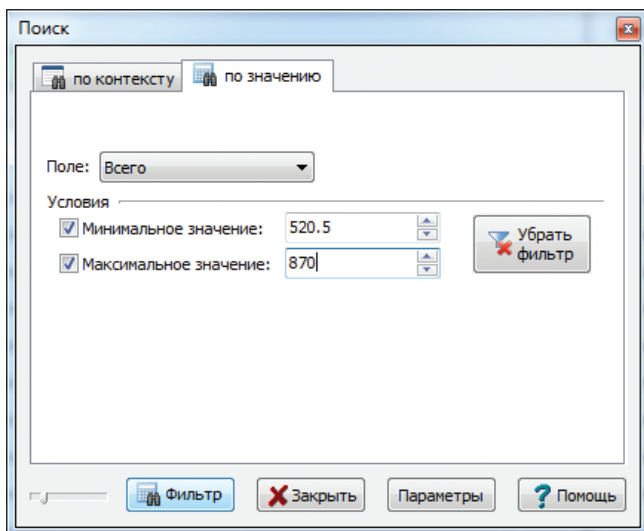 Поиск
по контексту по значению
Поле: Всего
Условия
Минимальное значение: 520.5
Максимальное значение: 870
Убрать
фильтр
Фильтр Закрыть Параметры Помощь